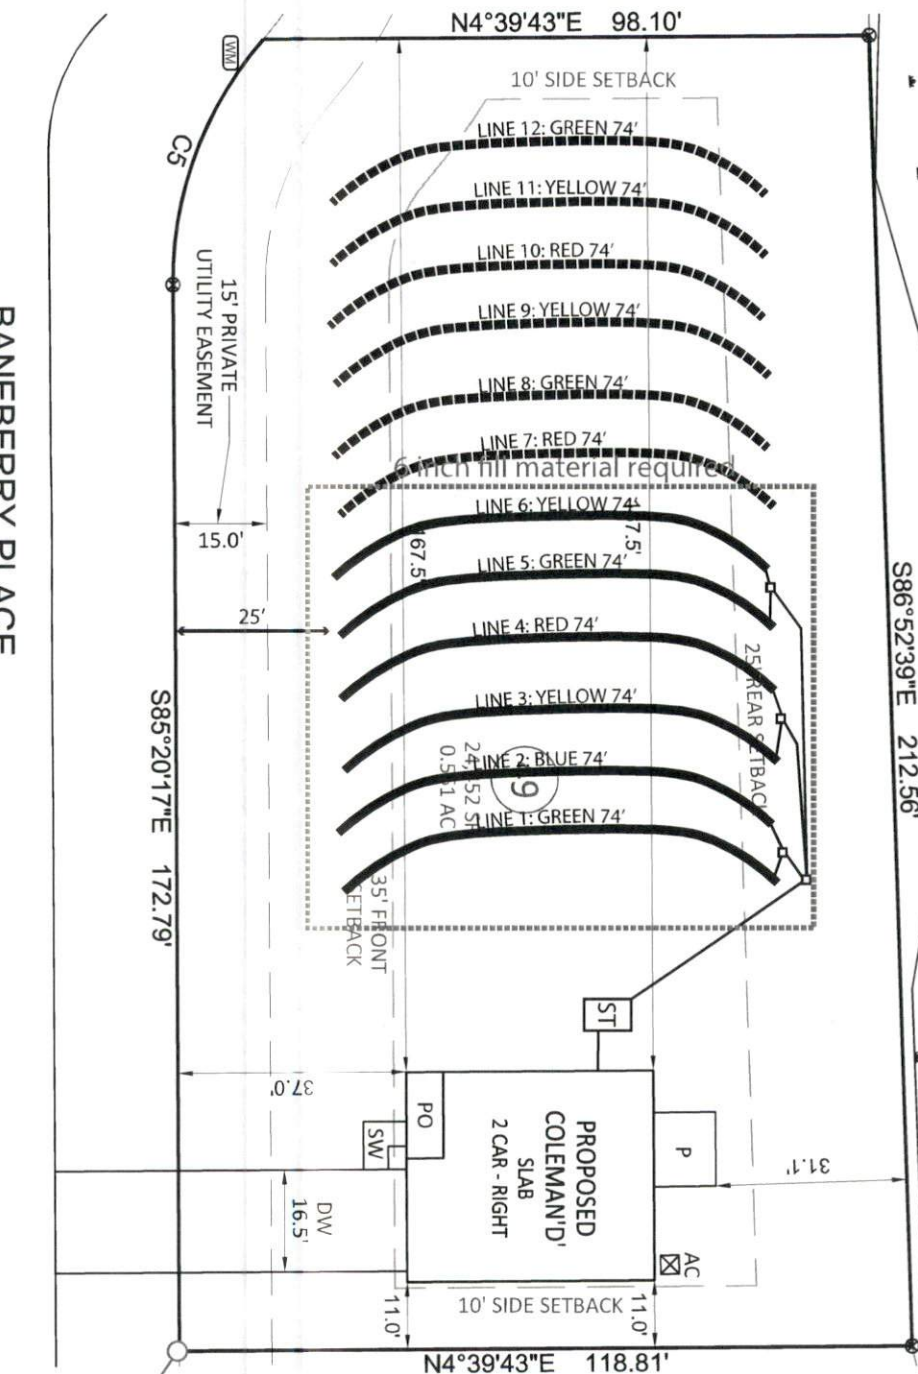 N4°39'43"E 98.10'
WM
10' SIDE SETBACK
C5
LINE 12: GREEN 74'
LINE 11: YELLOW 74'
LINE 10: RED 74'
LINE 9: YELLOW 74'
LINE 8: GREEN 74'
LINE 7: RED 74'
6 inch fill material required
LINE 6: YELLOW 74'
LINE 5: GREEN 74'
LINE 4: RED 74'
LINE 3: YELLOW 74'
LINE 2: BLUE 74'
LINE 1: GREEN 74'
15' PRIVATE
UTILITY EASEMENT
15.0'
25'
BANEBERRY PLACE
S85°20'17"E 172.79'
S86°52'39"E 212.56'
25' REAR SETBACK
35' FRONT
SETBACK
ST
37.0'
PO
SW
PROPOSED
COLEMAN'D'
SLAB
2 CAR - RIGHT
P
31.1'
DW
16.5'
AC
11.0'
10' SIDE SETBACK
11.0'
N4°39'43"E 118.81'